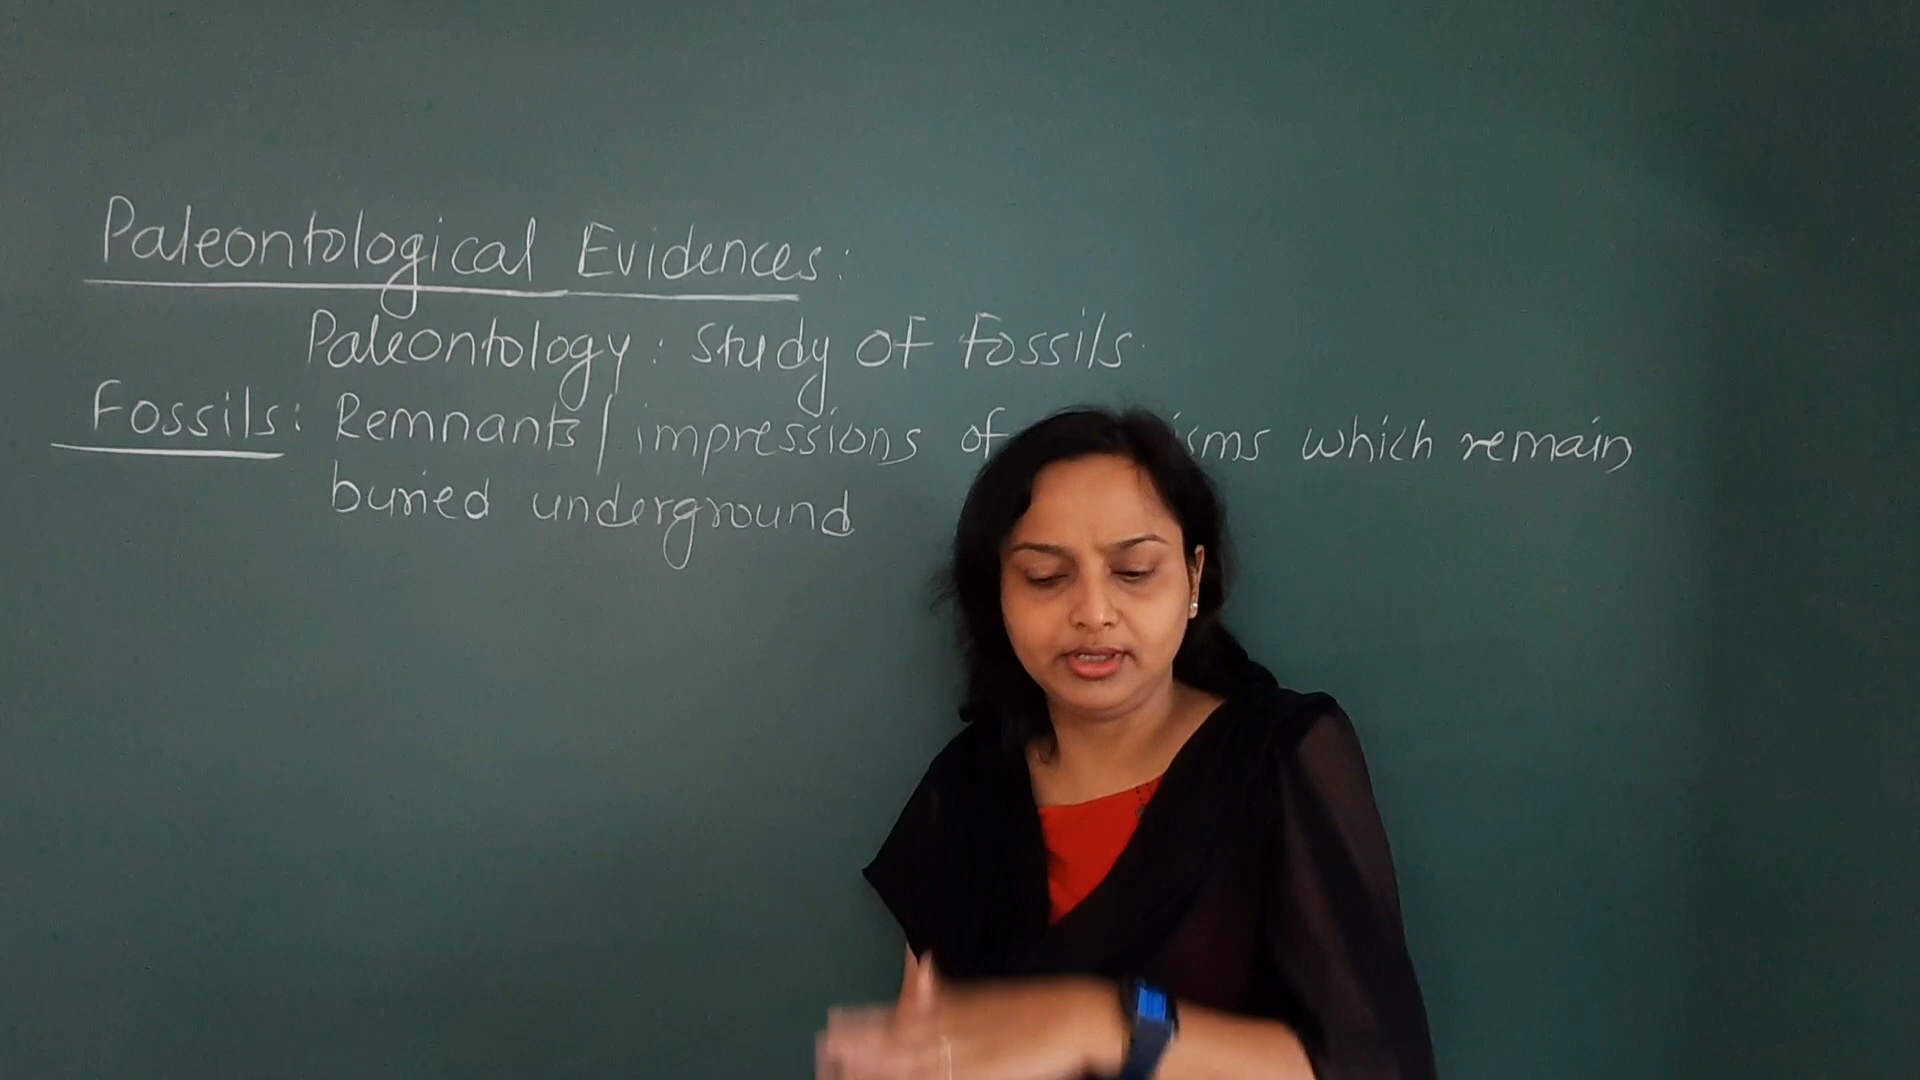 Paleontological Evidences:
Paleontology: Study of Fossils
Fossils: Remnants/impressions of which remain
buried underground